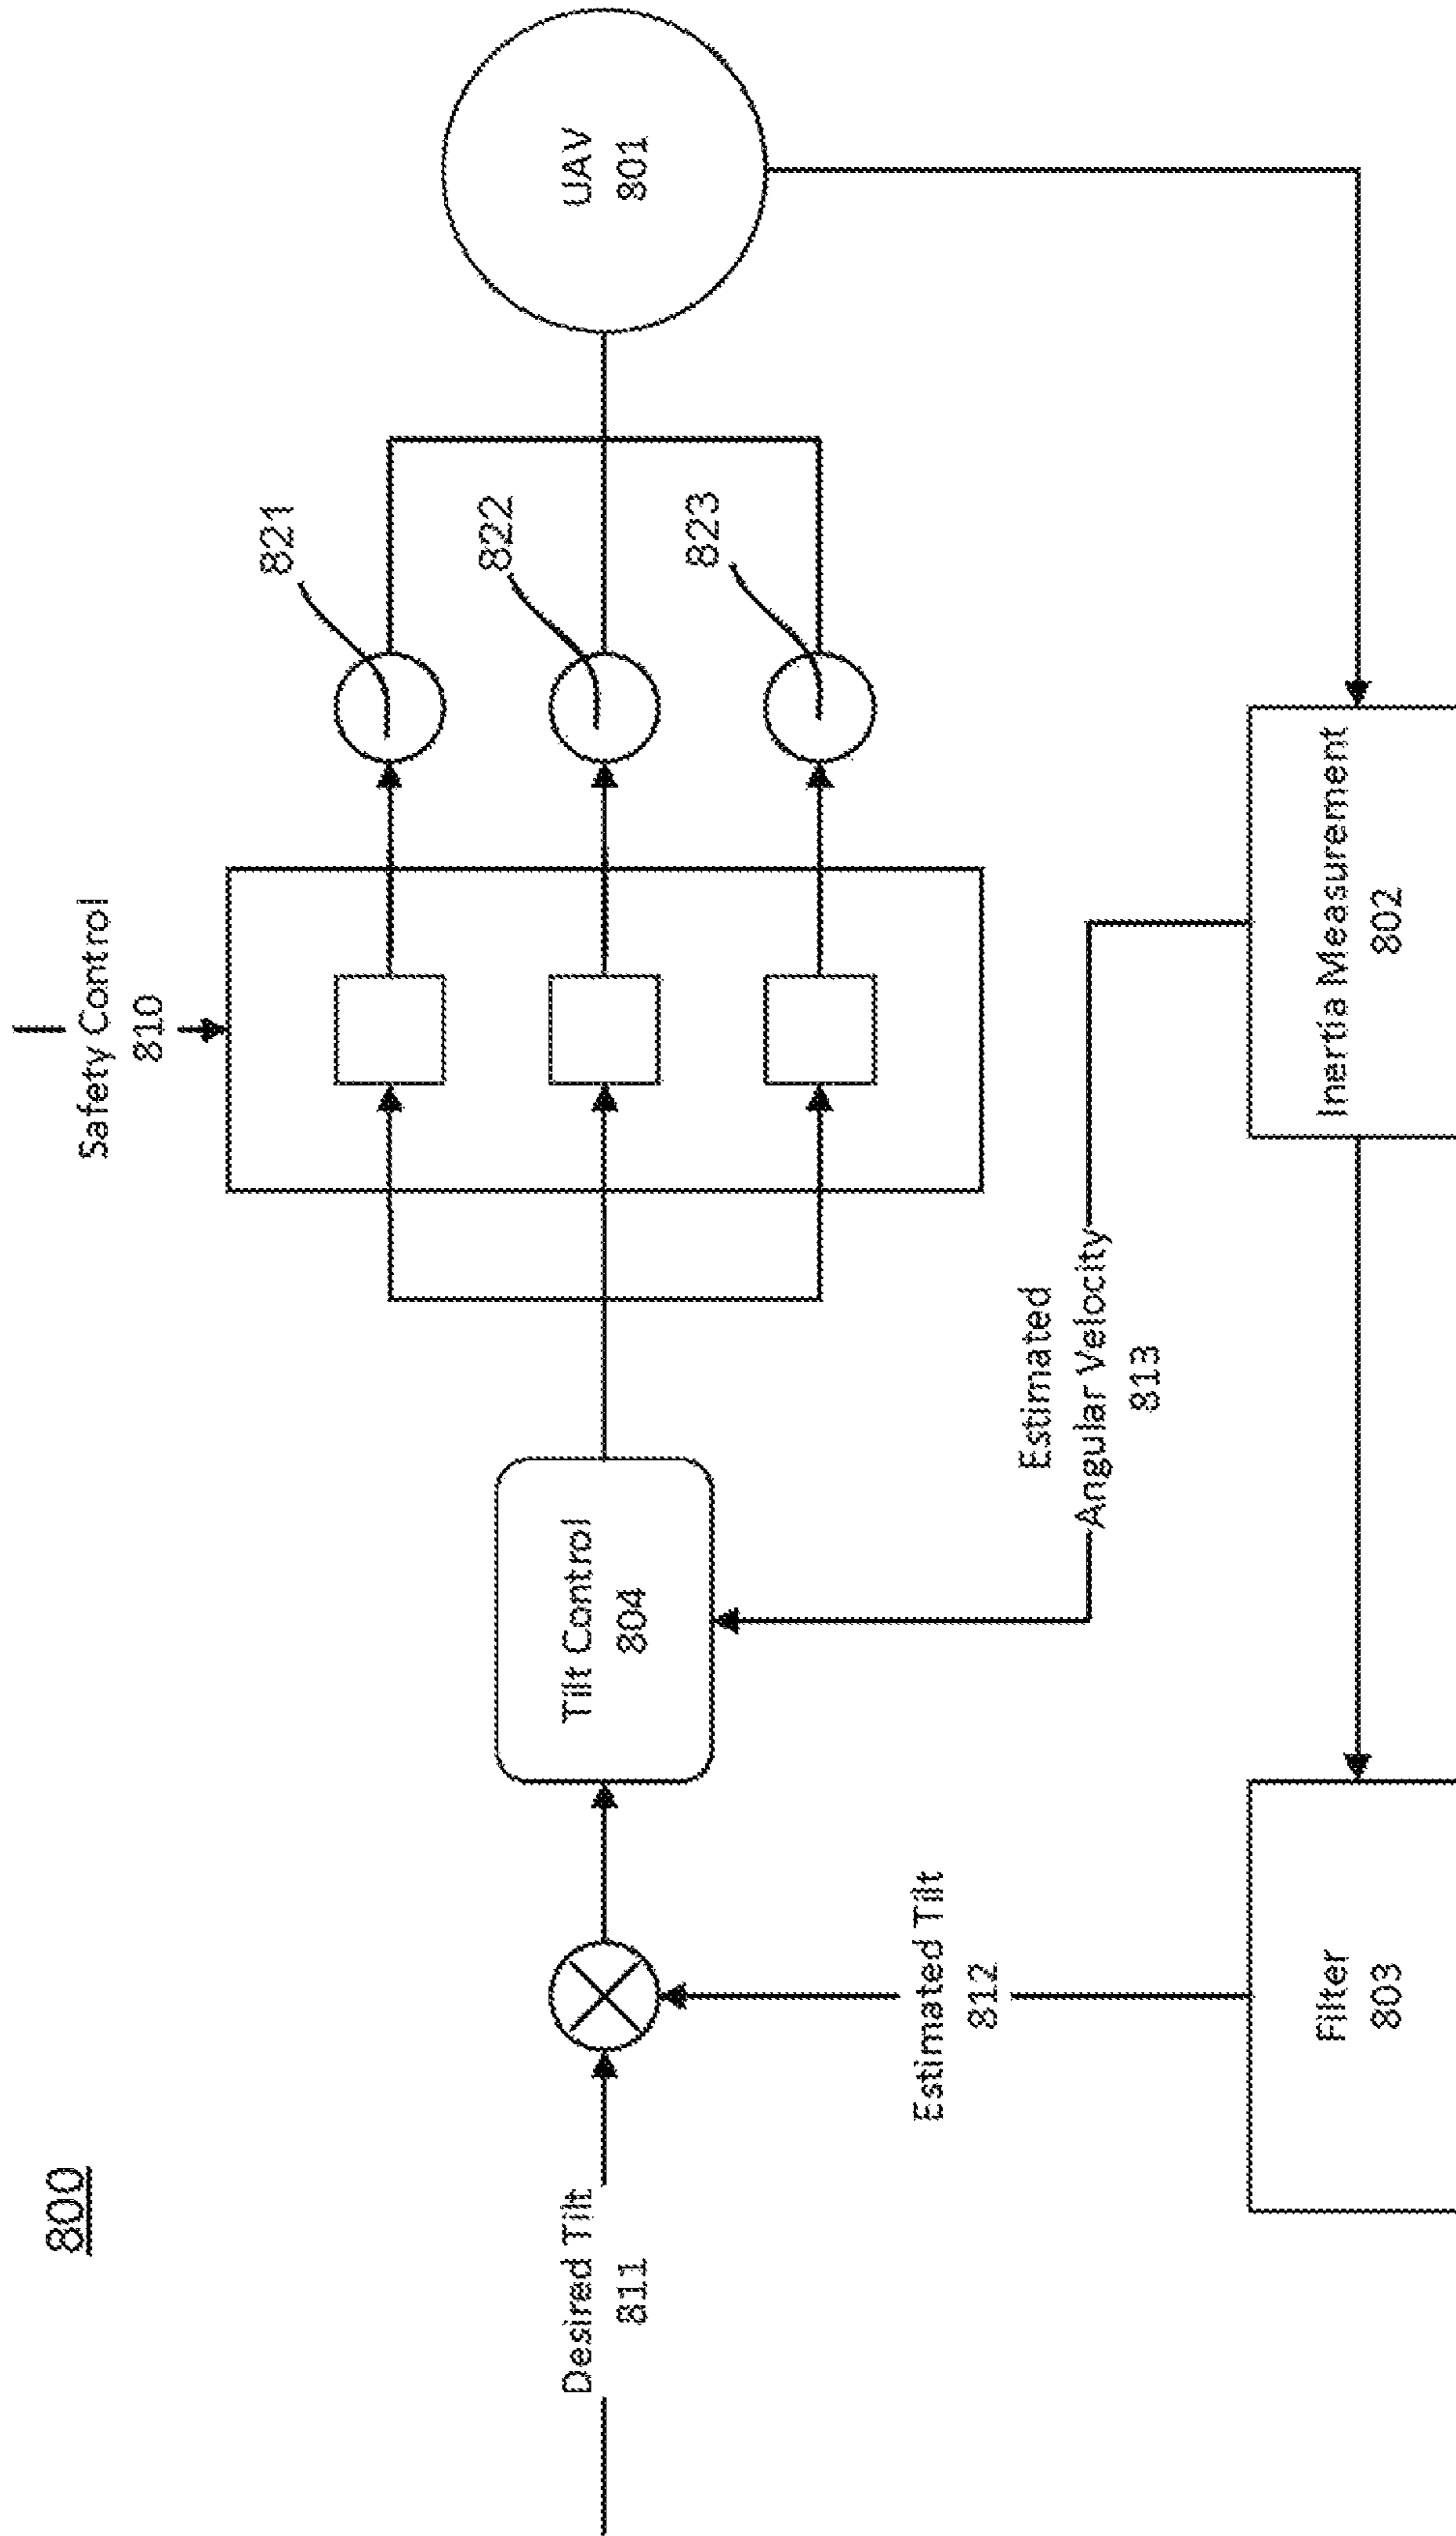 800
Safety Control
810
821
822
823
UAV
801
Desired Tilt
811
Tilt Control
804
Estimated
Angular Velocity
813
Estimated Tilt
812
Filter
803
Inertia Measurement
802